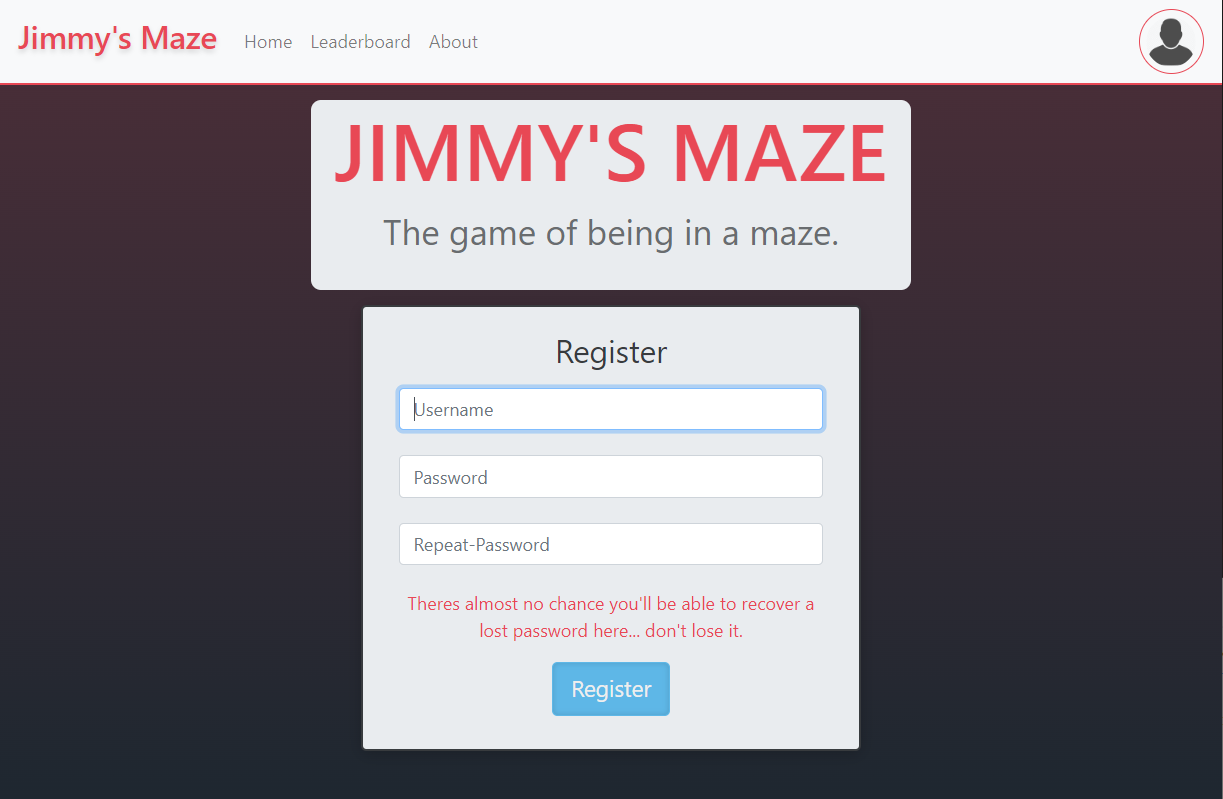 Jimmy's Maze
Home
Leaderboard
About
JIMMY'S MAZE
The game of being in a maze.
Register
Username
Password
Repeat-Password
Theres almost no chance you'll be able to recover a
lost password here... don't lose it.
Register